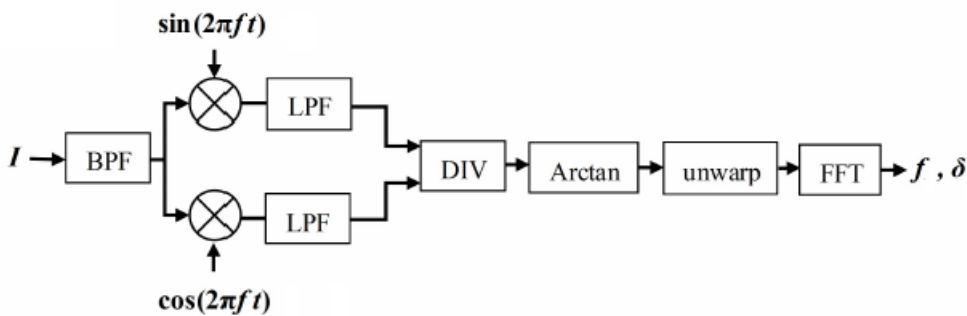 sin(2πft)
LPF
I
BPF
DIV
Arctan
unwarp
FFT
f , δ
LPF
cos(2πft)